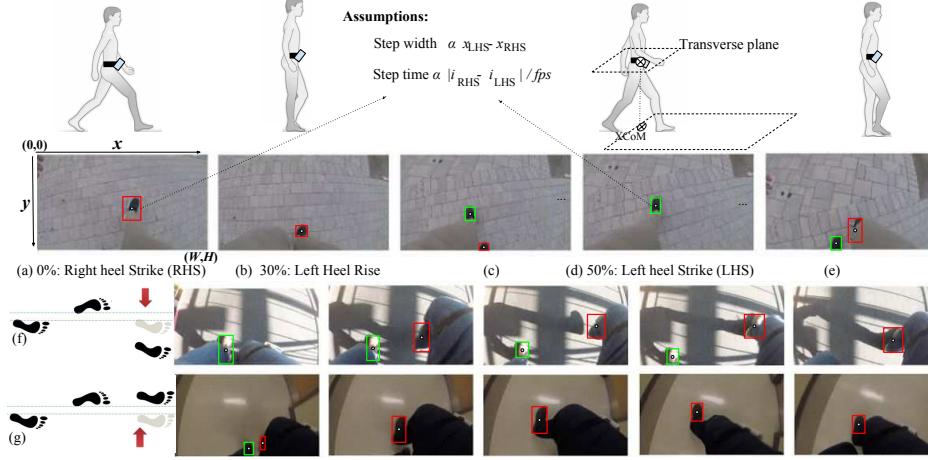 Assumptions:
Step width α xLHS- xRHS
Step time α |iRHS- iLHS| / fps
Transverse plane
XCoM
(0,0)
x
y
(W,H)
...
...
(a) 0%: Right heel Strike (RHS)
(b) 30%: Left Heel Rise
(c)
(d) 50%: Left heel Strike (LHS)
(e)
(f)
(g)